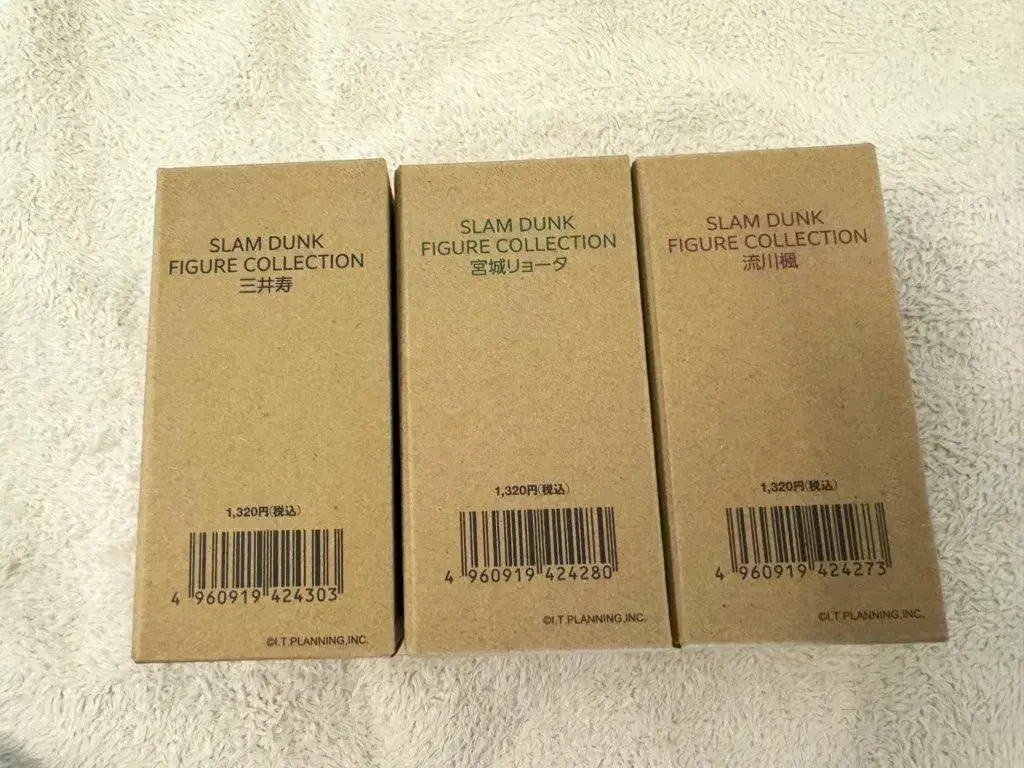 SLAM DUNK
FIGURE COLLECTION
三井寿
1,320円(税込)
4 960919 424303
©I.T.PLANNING,INC.
SLAM DUNK
FIGURE COLLECTION
宮城リョータ
1,320円(税込)
4 960919 424280
©I.T.PLANNING,INC.
SLAM DUNK
FIGURE COLLECTION
流川楓
1,320円(税込)
4 960919 424273
©I.T.PLANNING,INC.